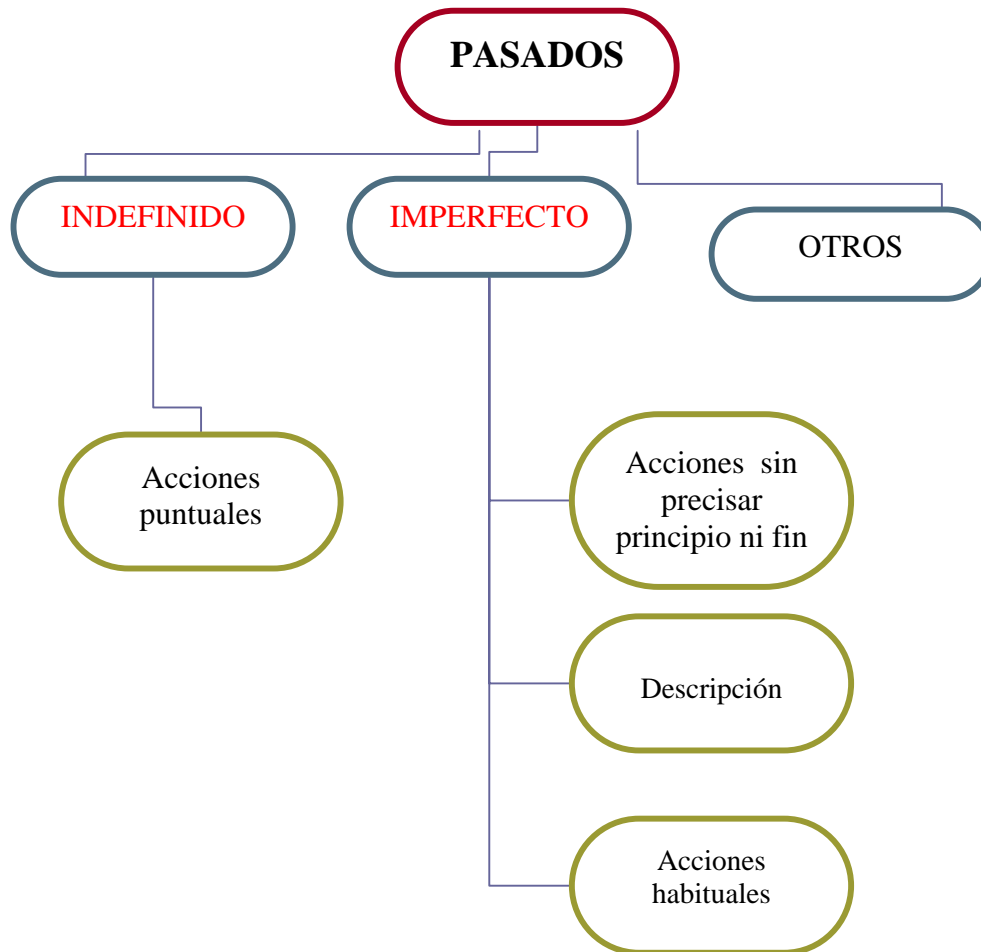 PASADOS
INDEFINIDO
IMPERFECTO
OTROS
Acciones
puntuales
Acciones sin
precisar
principio ni fin
Descripción
Acciones
habituales